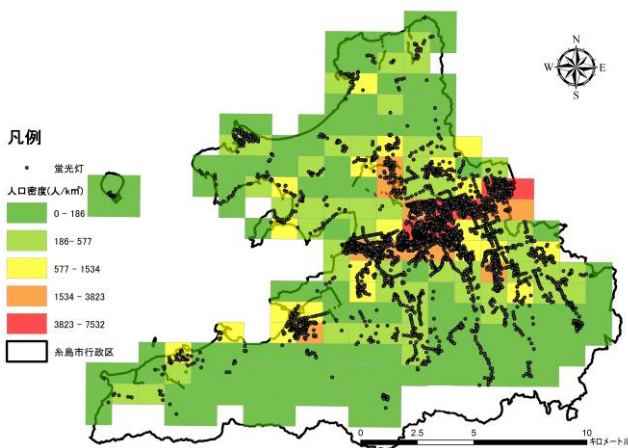 N
W
E
S
凡例
蛍光灯
人口密度(人/km²)
0 - 186
186- 577
577 - 1534
1534 - 3823
3823 - 7532
糸島市行政区
0 2.5 5 10
キロメートル